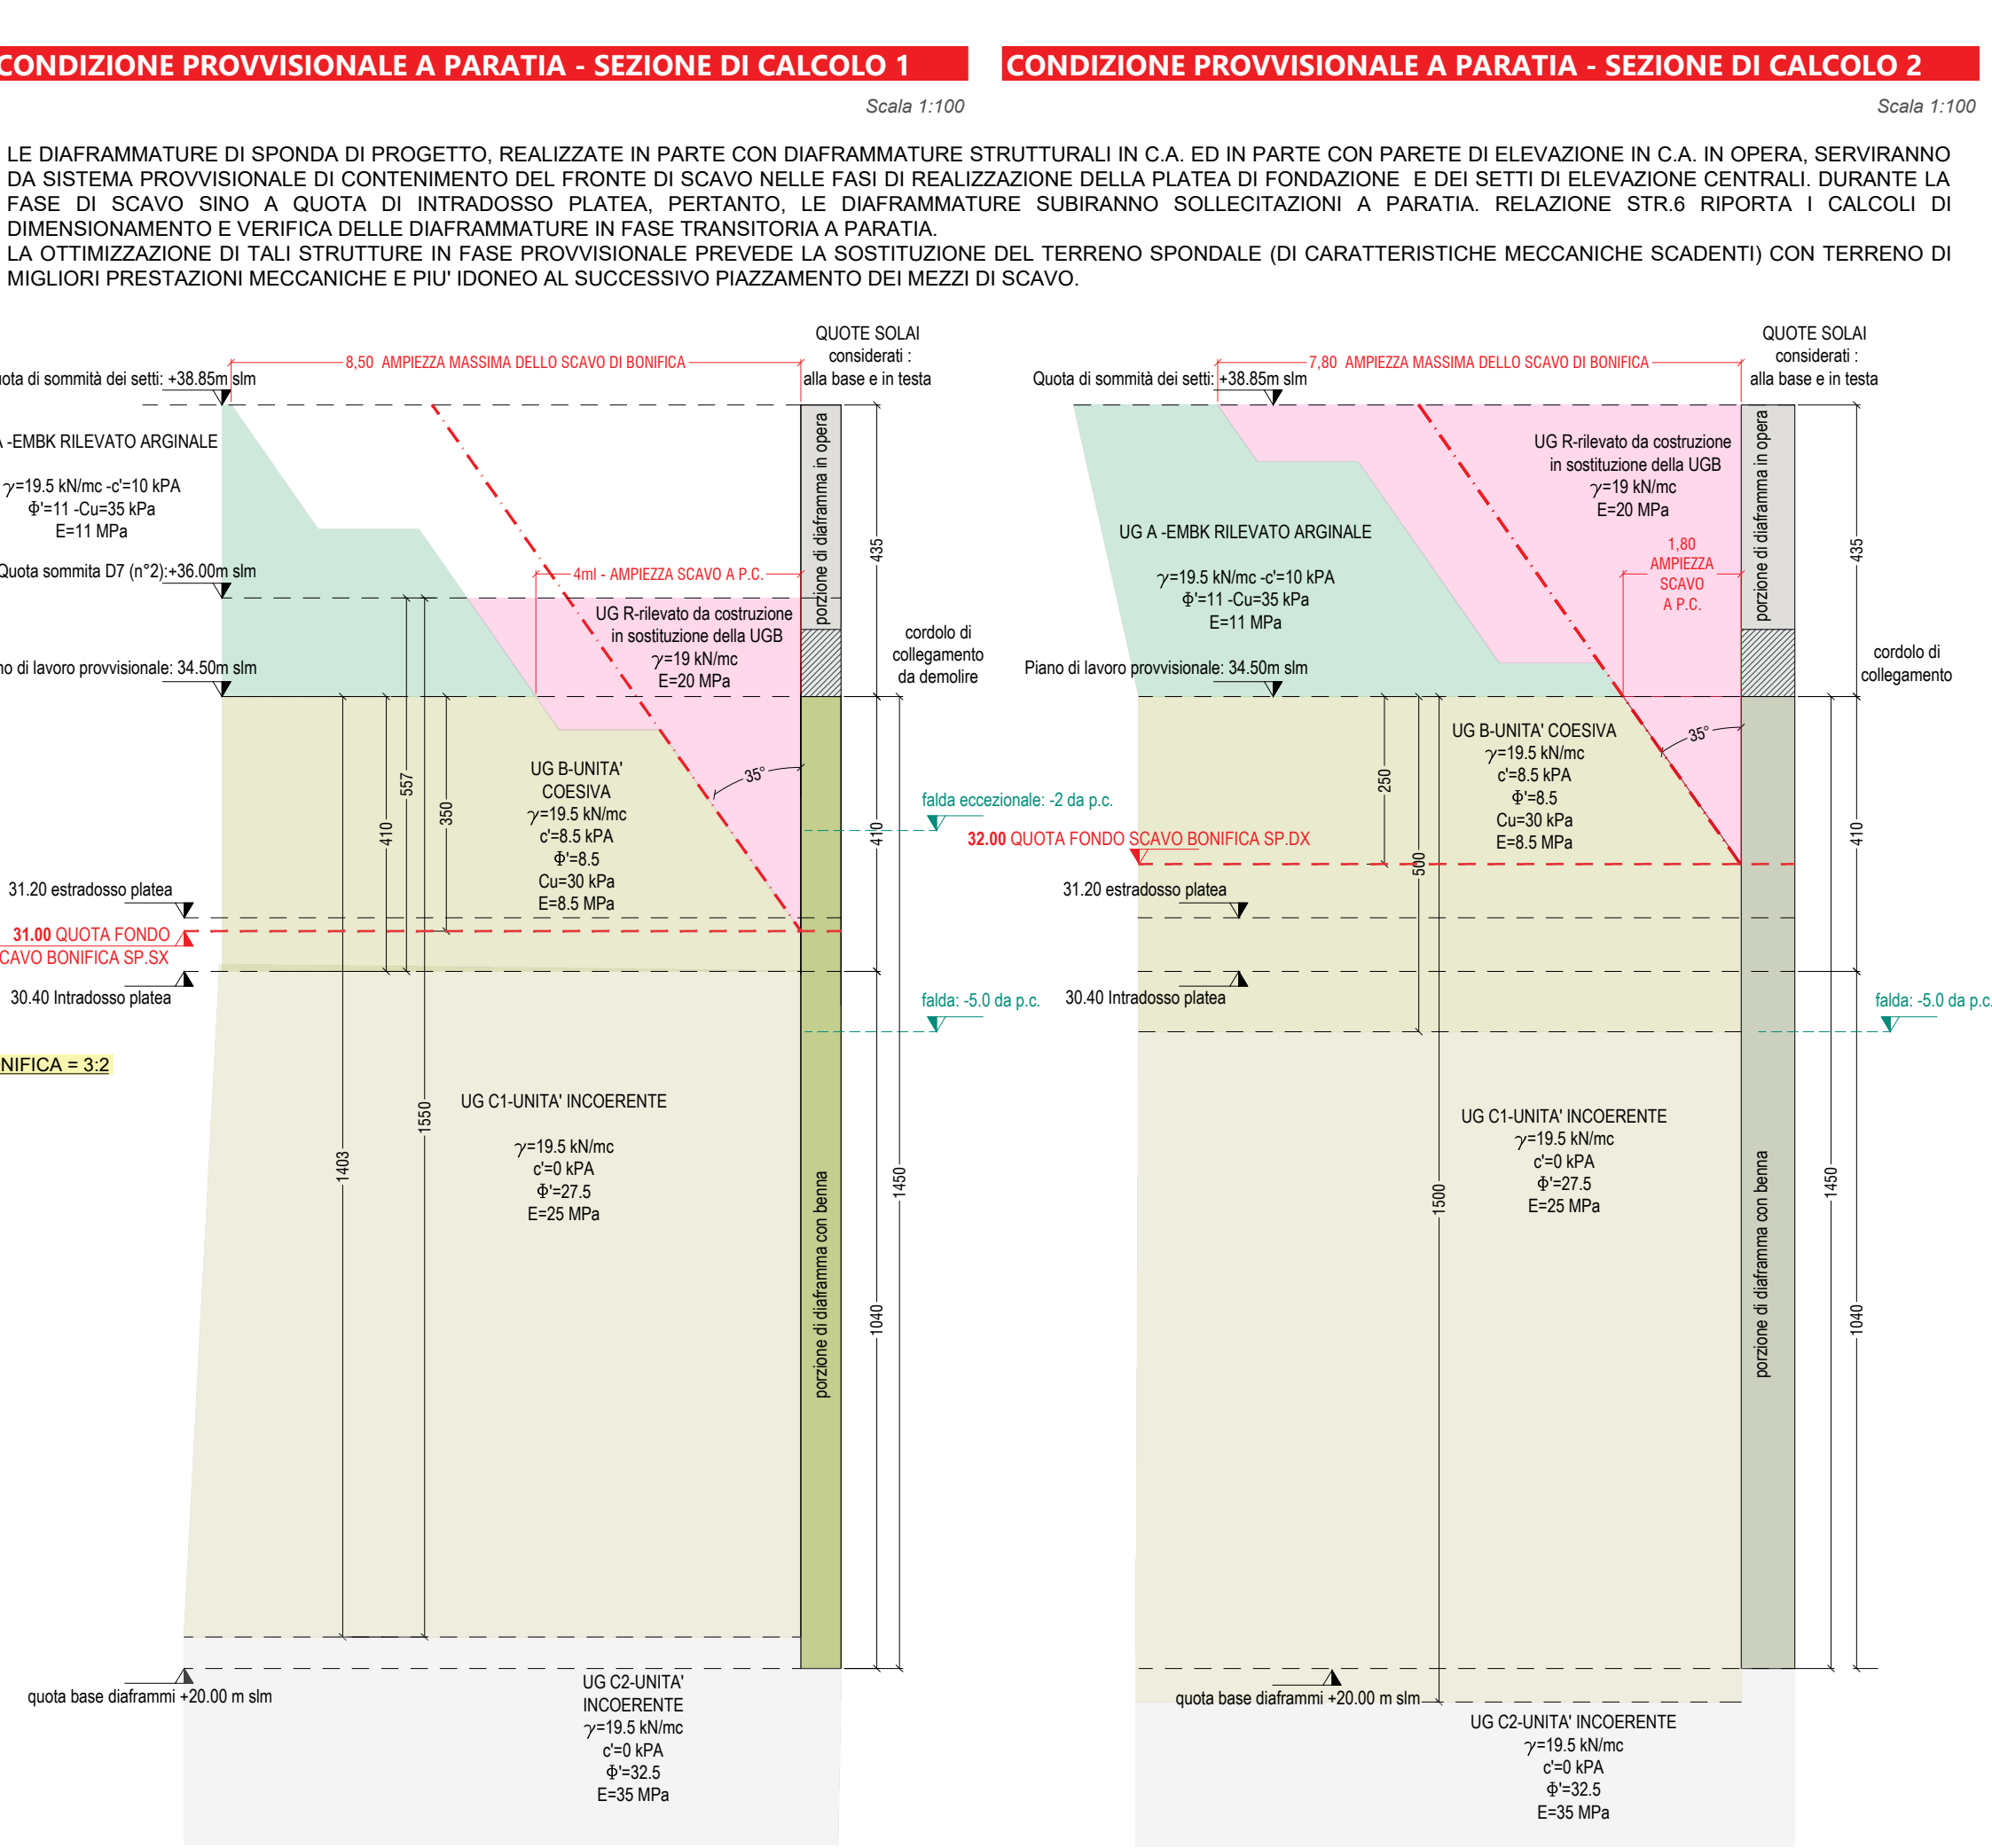 CONDIZIONE PROVVISIONALE A PARATIA - SEZIONE DI CALCOLO 1
Scala 1:100
CONDIZIONE PROVVISIONALE A PARATIA - SEZIONE DI CALCOLO 2
Scala 1:100
LE DIAFRAMMATURE DI SPONDA DI PROGETTO, REALIZZATE IN PARTE CON DIAFRAMMATURE STRUTTURALI IN C.A. ED IN PARTE CON PARETE DI ELEVAZIONE IN C.A. IN OPERA, SERVIRANNO
DA SISTEMA PROVVISIONALE DI CONTENIMENTO DEL FRONTE DI SCAVO NELLE FASI DI REALIZZAZIONE DELLA PLATEA DI FONDAZIONE E DEI SETTI DI ELEVAZIONE CENTRALI. DURANTE LA
FASE DI SCAVO SINO A QUOTA DI INTRADOSSO PLATEA, PERTANTO, LE DIAFRAMMATURE SUBIRANNO SOLLECITAZIONI A PARATIA. RELAZIONE STR.6 RIPORTA I CALCOLI DI
DIMENSIONAMENTO E VERIFICA DELLE DIAFRAMMATURE IN FASE TRANSITORIA A PARATIA.
LA OTTIMIZZAZIONE DI TALI STRUTTURE IN FASE PROVVISIONALE PREVEDE LA SOSTITUZIONE DEL TERRENO SPONDALE (DI CARATTERISTICHE MECCANICHE SCADENTI) CON TERRENO DI
MIGLIORI PRESTAZIONI MECCANICHE E PIU' IDONEO AL SUCCESSIVO PIAZZAMENTO DEI MEZZI DI SCAVO.
QUOTE SOLAI
considerati :
alla base e in testa
8,50 AMPIEZZA MASSIMA DELLO SCAVO DI BONIFICA
uota di sommità dei setti: +38.85m slm
A -EMBK RILEVATO ARGINALE
γ=19.5 kN/mc -c'=10 kPA
Φ'=11 -Cu=35 kPa
E=11 MPa
Quota sommita D7 (n°2):+36.00m slm
4ml - AMPIEZZA SCAVO A P.C.
UG R-rilevato da costruzione
in sostituzione della UGB
γ=19 kN/mc
E=20 MPa
porzione di diaframma in opera
435
cordolo di
collegamento
da demolire
no di lavoro provvisionale: 34.50m slm
UG B-UNITA'
COESIVA
γ=19.5 kN/mc
c'=8.5 kPA
Φ'=8.5
Cu=30 kPa
E=8.5 MPa
35°
557
350
410
410
falda eccezionale: -2 da p.c.
31.20 estradosso platea
31.00 QUOTA FONDO
CAVO BONIFICA SP.SX
30.40 Intradosso platea
falda: -5.0 da p.c.
NIFICA = 3:2
UG C1-UNITA' INCOERENTE
γ=19.5 kN/mc
c'=0 kPA
Φ'=27.5
E=25 MPa
1403
1550
1450
1040
porzione di diaframma con benna
quota base diaframmi +20.00 m slm
UG C2-UNITA'
INCOERENTE
γ=19.5 kN/mc
c'=0 kPA
Φ'=32.5
E=35 MPa
QUOTE SOLAI
considerati :
alla base e in testa
7,80 AMPIEZZA MASSIMA DELLO SCAVO DI BONIFICA
Quota di sommità dei setti: +38.85m slm
UG R-rilevato da costruzione
in sostituzione della UGB
γ=19 kN/mc
E=20 MPa
UG A -EMBK RILEVATO ARGINALE
γ=19.5 kN/mc -c'=10 kPA
Φ'=11 -Cu=35 kPa
E=11 MPa
1,80
AMPIEZZA
SCAVO
A P.C.
porzione di diaframma in opera
435
cordolo di
collegamento
Piano di lavoro provvisionale: 34.50m slm
UG B-UNITA' COESIVA
γ=19.5 kN/mc
c'=8.5 kPA
Φ'=8.5
Cu=30 kPa
E=8.5 MPa
35°
250
500
410
32.00 QUOTA FONDO SCAVO BONIFICA SP.DX
31.20 estradosso platea
30.40 Intradosso platea
falda: -5.0 da p.c.
UG C1-UNITA' INCOERENTE
γ=19.5 kN/mc
c'=0 kPA
Φ'=27.5
E=25 MPa
1500
1450
1040
porzione di diaframma con benna
quota base diaframmi +20.00 m slm
UG C2-UNITA' INCOERENTE
γ=19.5 kN/mc
c'=0 kPA
Φ'=32.5
E=35 MPa